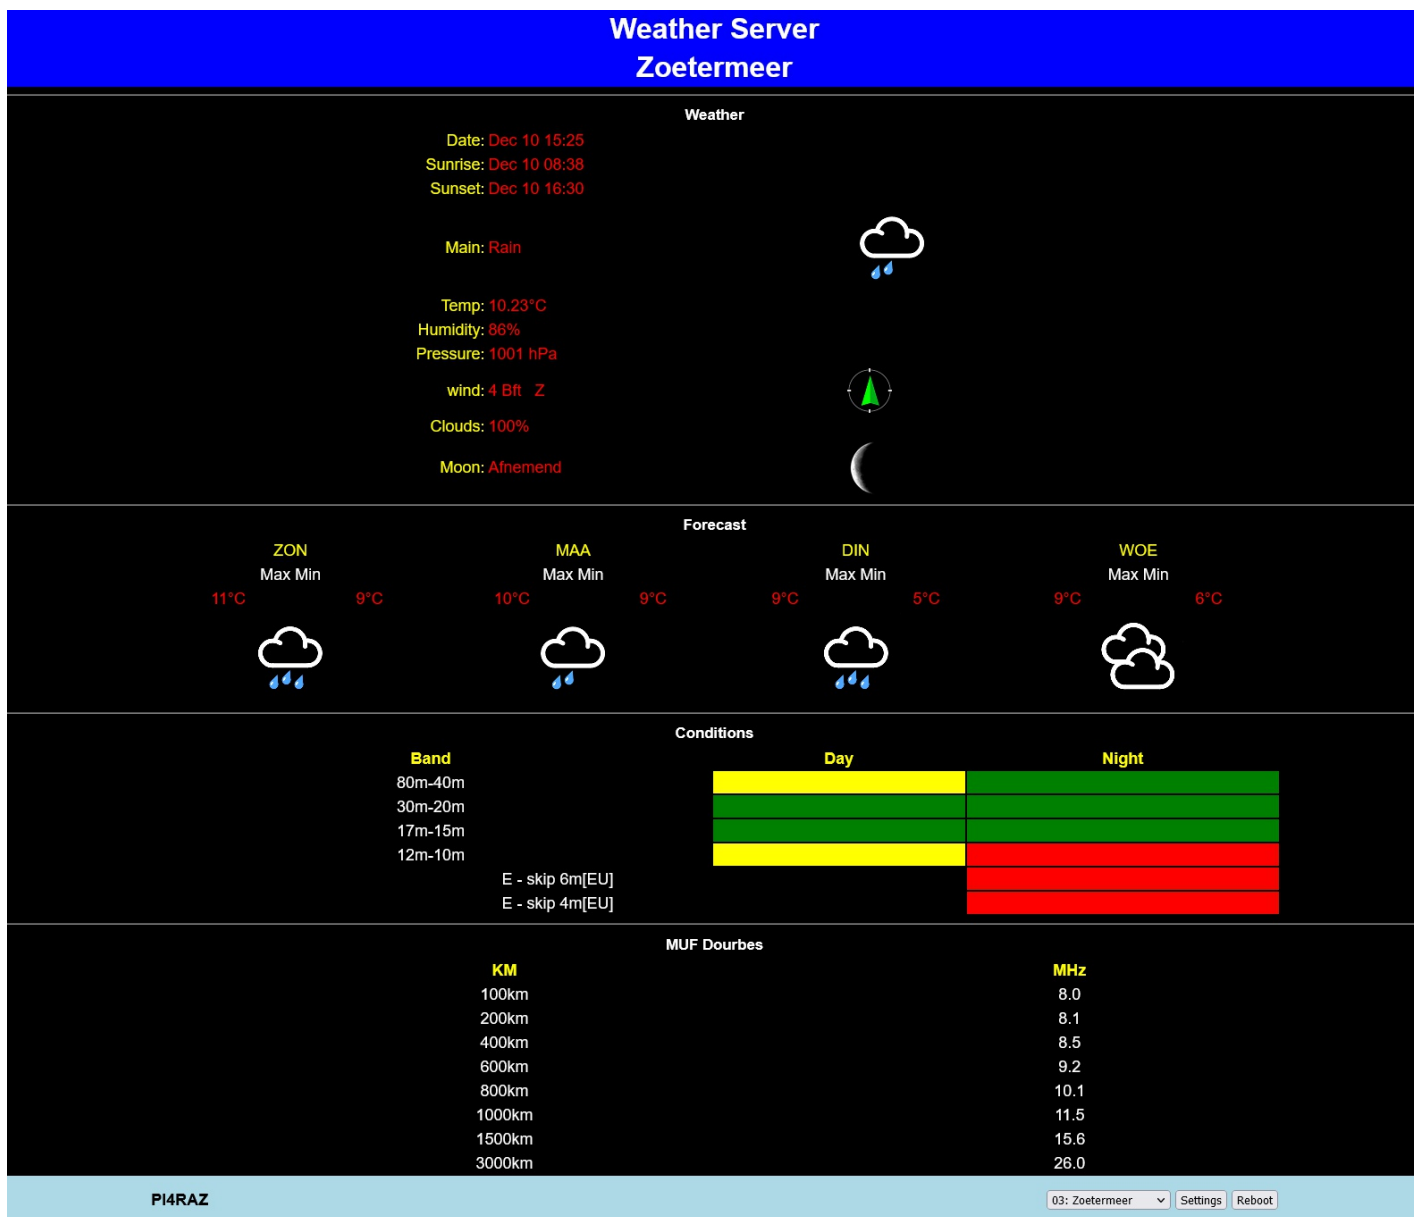 Weather Server
Zoetermeer
Weather
Date: Dec 10 15:25
Sunrise: Dec 10 08:38
Sunset: Dec 10 16:30
Main: Rain
Temp: 10.23°C
Humidity: 86%
Pressure: 1001 hPa
wind: 4 Bft Z
Clouds: 100%
Moon: Afnemend
Forecast
ZON MAA DIN WOE
Max Min Max Min Max Min Max Min
11°C 9°C 10°C 9°C 9°C 5°C 9°C 6°C
Conditions
Band Day Night
80m-40m
30m-20m
17m-15m
12m-10m
E - skip 6m[EU]
E - skip 4m[EU]
MUF Dourbes
KM MHz
100km 8.0
200km 8.1
400km 8.5
600km 9.2
800km 10.1
1000km 11.5
1500km 15.6
3000km 26.0
PI4RAZ 03: Zoetermeer Settings Reboot